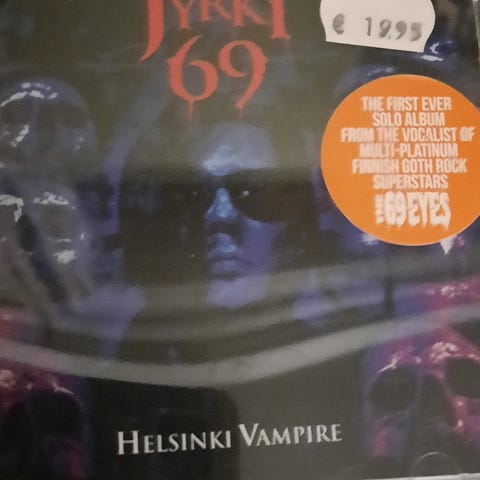 JYRKI
69
€ 19.95
THE FIRST EVER
SOLO ALBUM
FROM THE VOCALIST OF
MULTI-PLATINUM
FINNISH GOTH ROCK
SUPERSTARS
THE 69 EYES
HELSINKI VAMPIRE